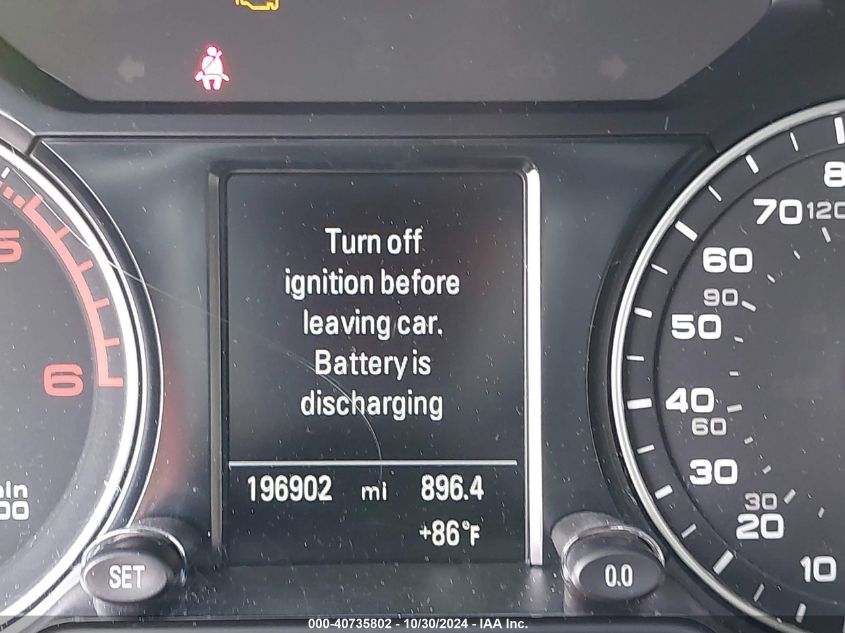 Turn off
ignition before
leaving car.
Battery is
discharging
196902 mi 896.4
+86°F
SET
0.0
5
6
00
8
70 120
60
90
50
40
60
30
30
20
10
000-40735802 - 10/30/2024 - IAA Inc.